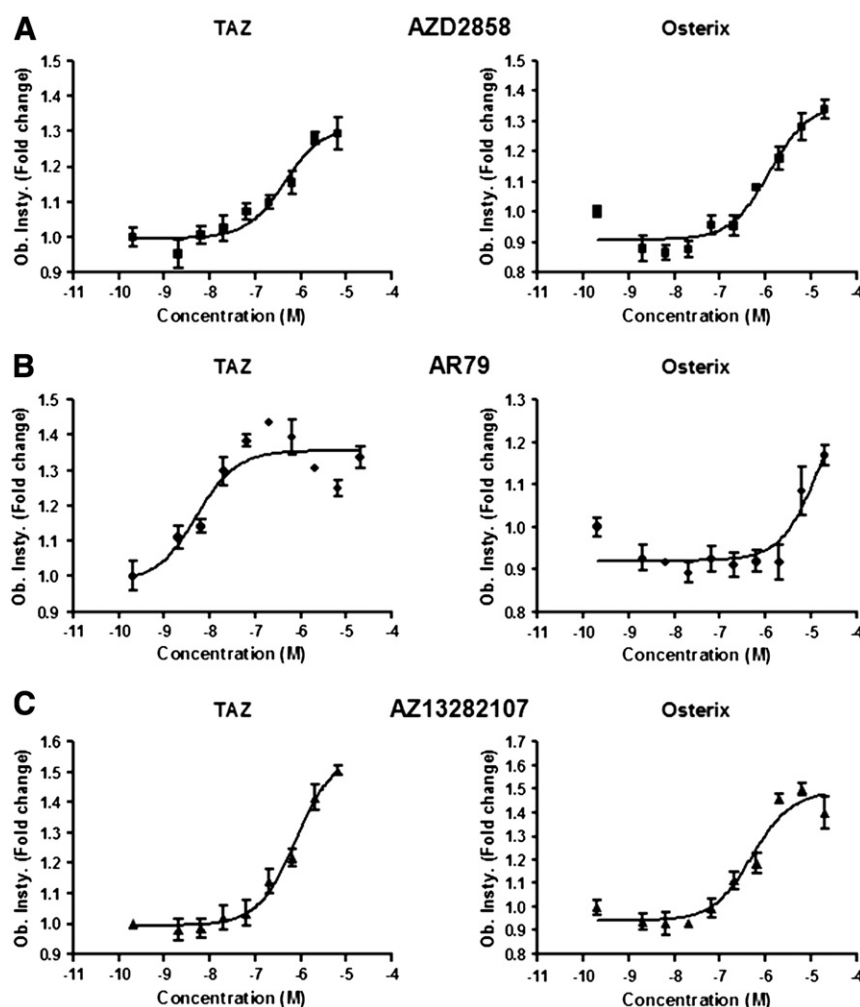 A
AZD2858
TAZ
Osterix
Ob. Insty. (Fold change)
1.5
1.4
1.3
1.2
1.1
1.0
0.9
-11 -10 -9 -8 -7 -6 -5 -4
Concentration (M)
Ob. Insty. (Fold change)
1.5
1.4
1.3
1.2
1.1
1.0
0.9
0.8
-11 -10 -9 -8 -7 -6 -5 -4
Concentration (M)
B
AR79
TAZ
Osterix
Ob. Insty. (Fold change)
1.5
1.4
1.3
1.2
1.1
1.0
0.9
-11 -10 -9 -8 -7 -6 -5 -4
Concentration (M)
Ob. Insty. (Fold change)
1.3
1.2
1.1
1.0
0.9
0.8
-11 -10 -9 -8 -7 -6 -5 -4
Concentration (M)
C
AZ13282107
TAZ
Osterix
Ob. Insty. (Fold change)
1.6
1.5
1.4
1.3
1.2
1.1
1.0
0.9
-11 -10 -9 -8 -7 -6 -5 -4
Concentration (M)
Ob. Insty. (Fold change)
1.7
1.6
1.5
1.4
1.3
1.2
1.1
1.0
0.9
0.8
-11 -10 -9 -8 -7 -6 -5 -4
Concentration (M)